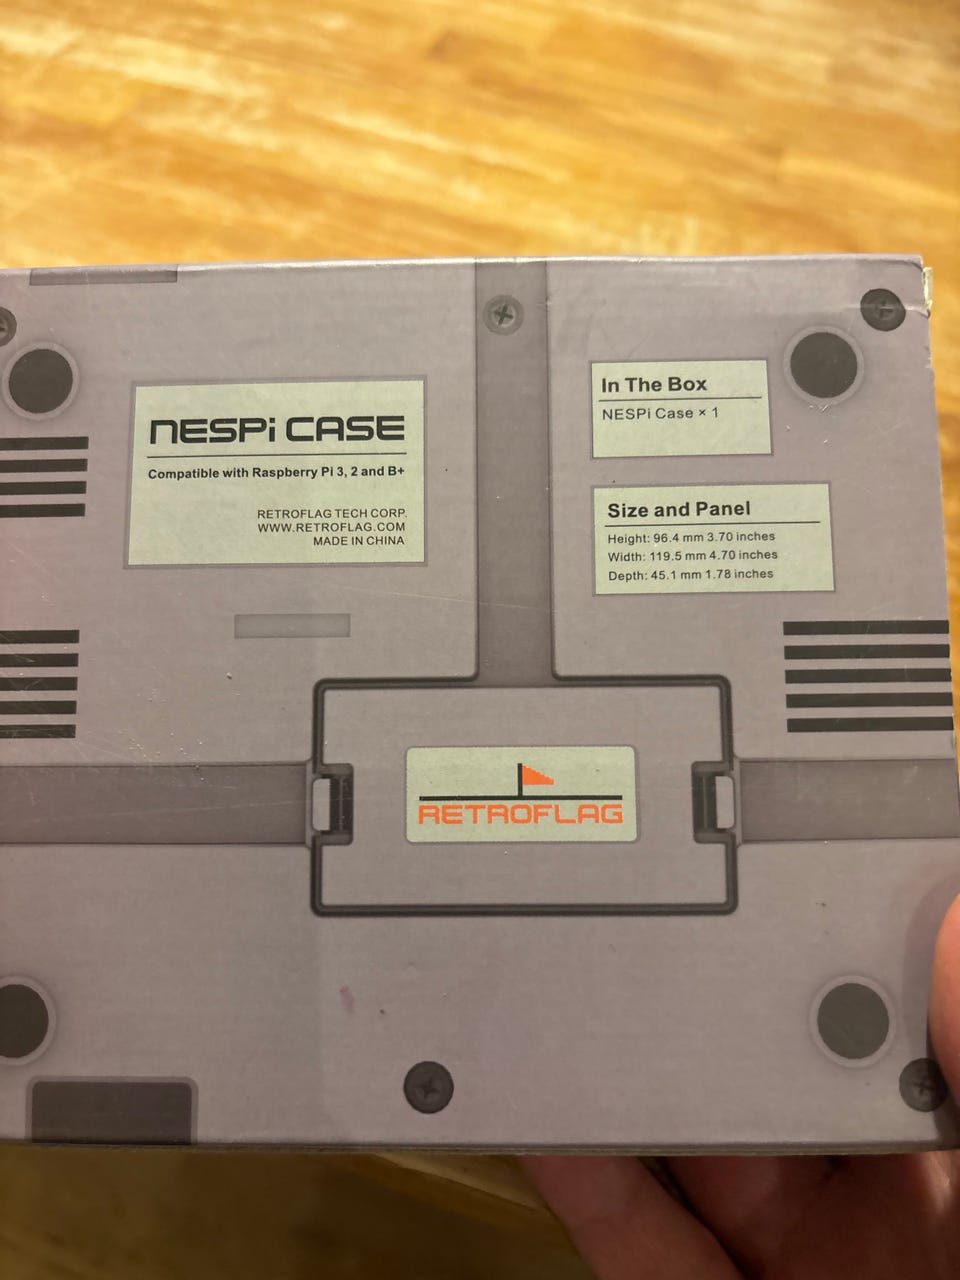 NESPi CASE
Compatible with Raspberry Pi 3, 2 and B+
RETROFLAG TECH CORP.
WWW.RETROFLAG.COM
MADE IN CHINA
In The Box
NESPi Case × 1
Size and Panel
Height: 96.4 mm 3.70 inches
Width: 119.5 mm 4.70 inches
Depth: 45.1 mm 1.78 inches
RETROFLAG